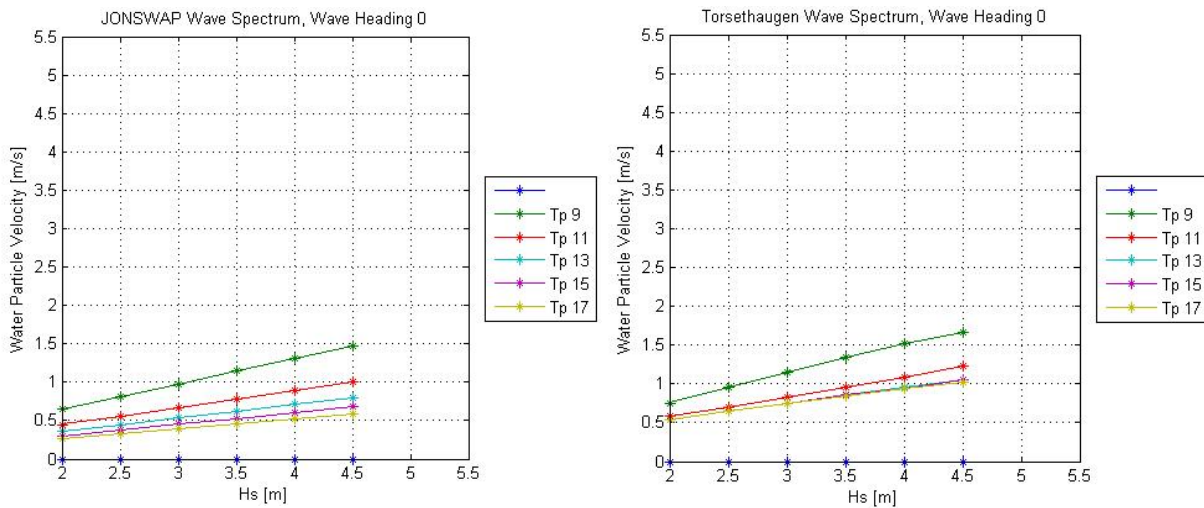 JONSWAP Wave Spectrum, Wave Heading 0
5.5
5
4.5
4
3.5
3
2.5
2
1.5
1
0.5
0
Water Particle Velocity [m/s]
2 2.5 3 3.5 4 4.5 5 5.5
Hs [m]
Tp 9
Tp 11
Tp 13
Tp 15
Tp 17
Torsethaugen Wave Spectrum, Wave Heading 0
5.5
5
4.5
4
3.5
3
2.5
2
1.5
1
0.5
0
Water Particle Velocity [m/s]
2 2.5 3 3.5 4 4.5 5 5.5
Hs [m]
Tp 9
Tp 11
Tp 13
Tp 15
Tp 17